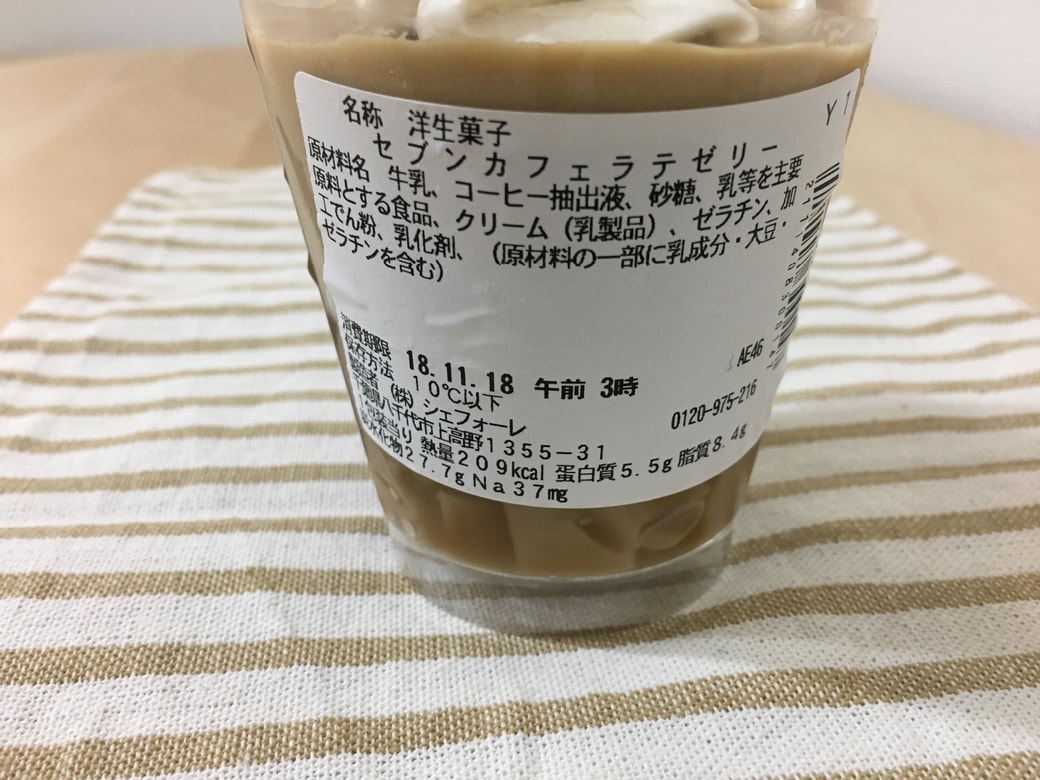 名称 洋生菓子
Y 1
セブンカフェラテゼリー
原材料名 牛乳、コーヒー抽出液、砂糖、乳等を主要
原料とする食品、クリーム（乳製品）、ゼラチン、加
工でん粉、乳化剤、（原材料の一部に乳成分・大豆・
ゼラチンを含む）
消費期限 18.11.18 午前 3時
AE46
保存方法 10℃以下
製造者 （株）シェフォーレ
0120-975-216
千葉県八千代市上高野1355－31
1包装当り 熱量209kcal 蛋白質5.5g 脂質8.4g
炭水化物27.7g Na37mg